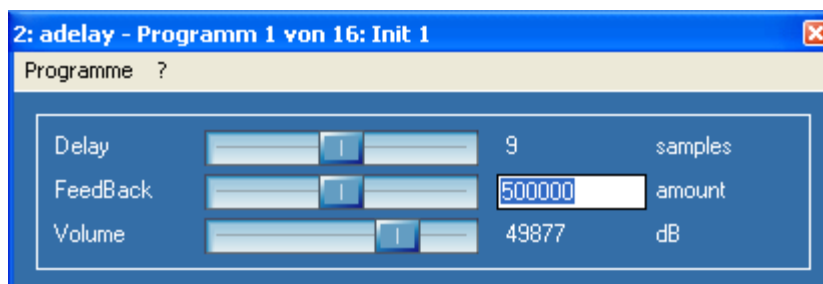 2: adelay - Programm 1 von 16: Init 1
Programme ?
Delay 9 samples
FeedBack 500000 amount
Volume 49877 dB